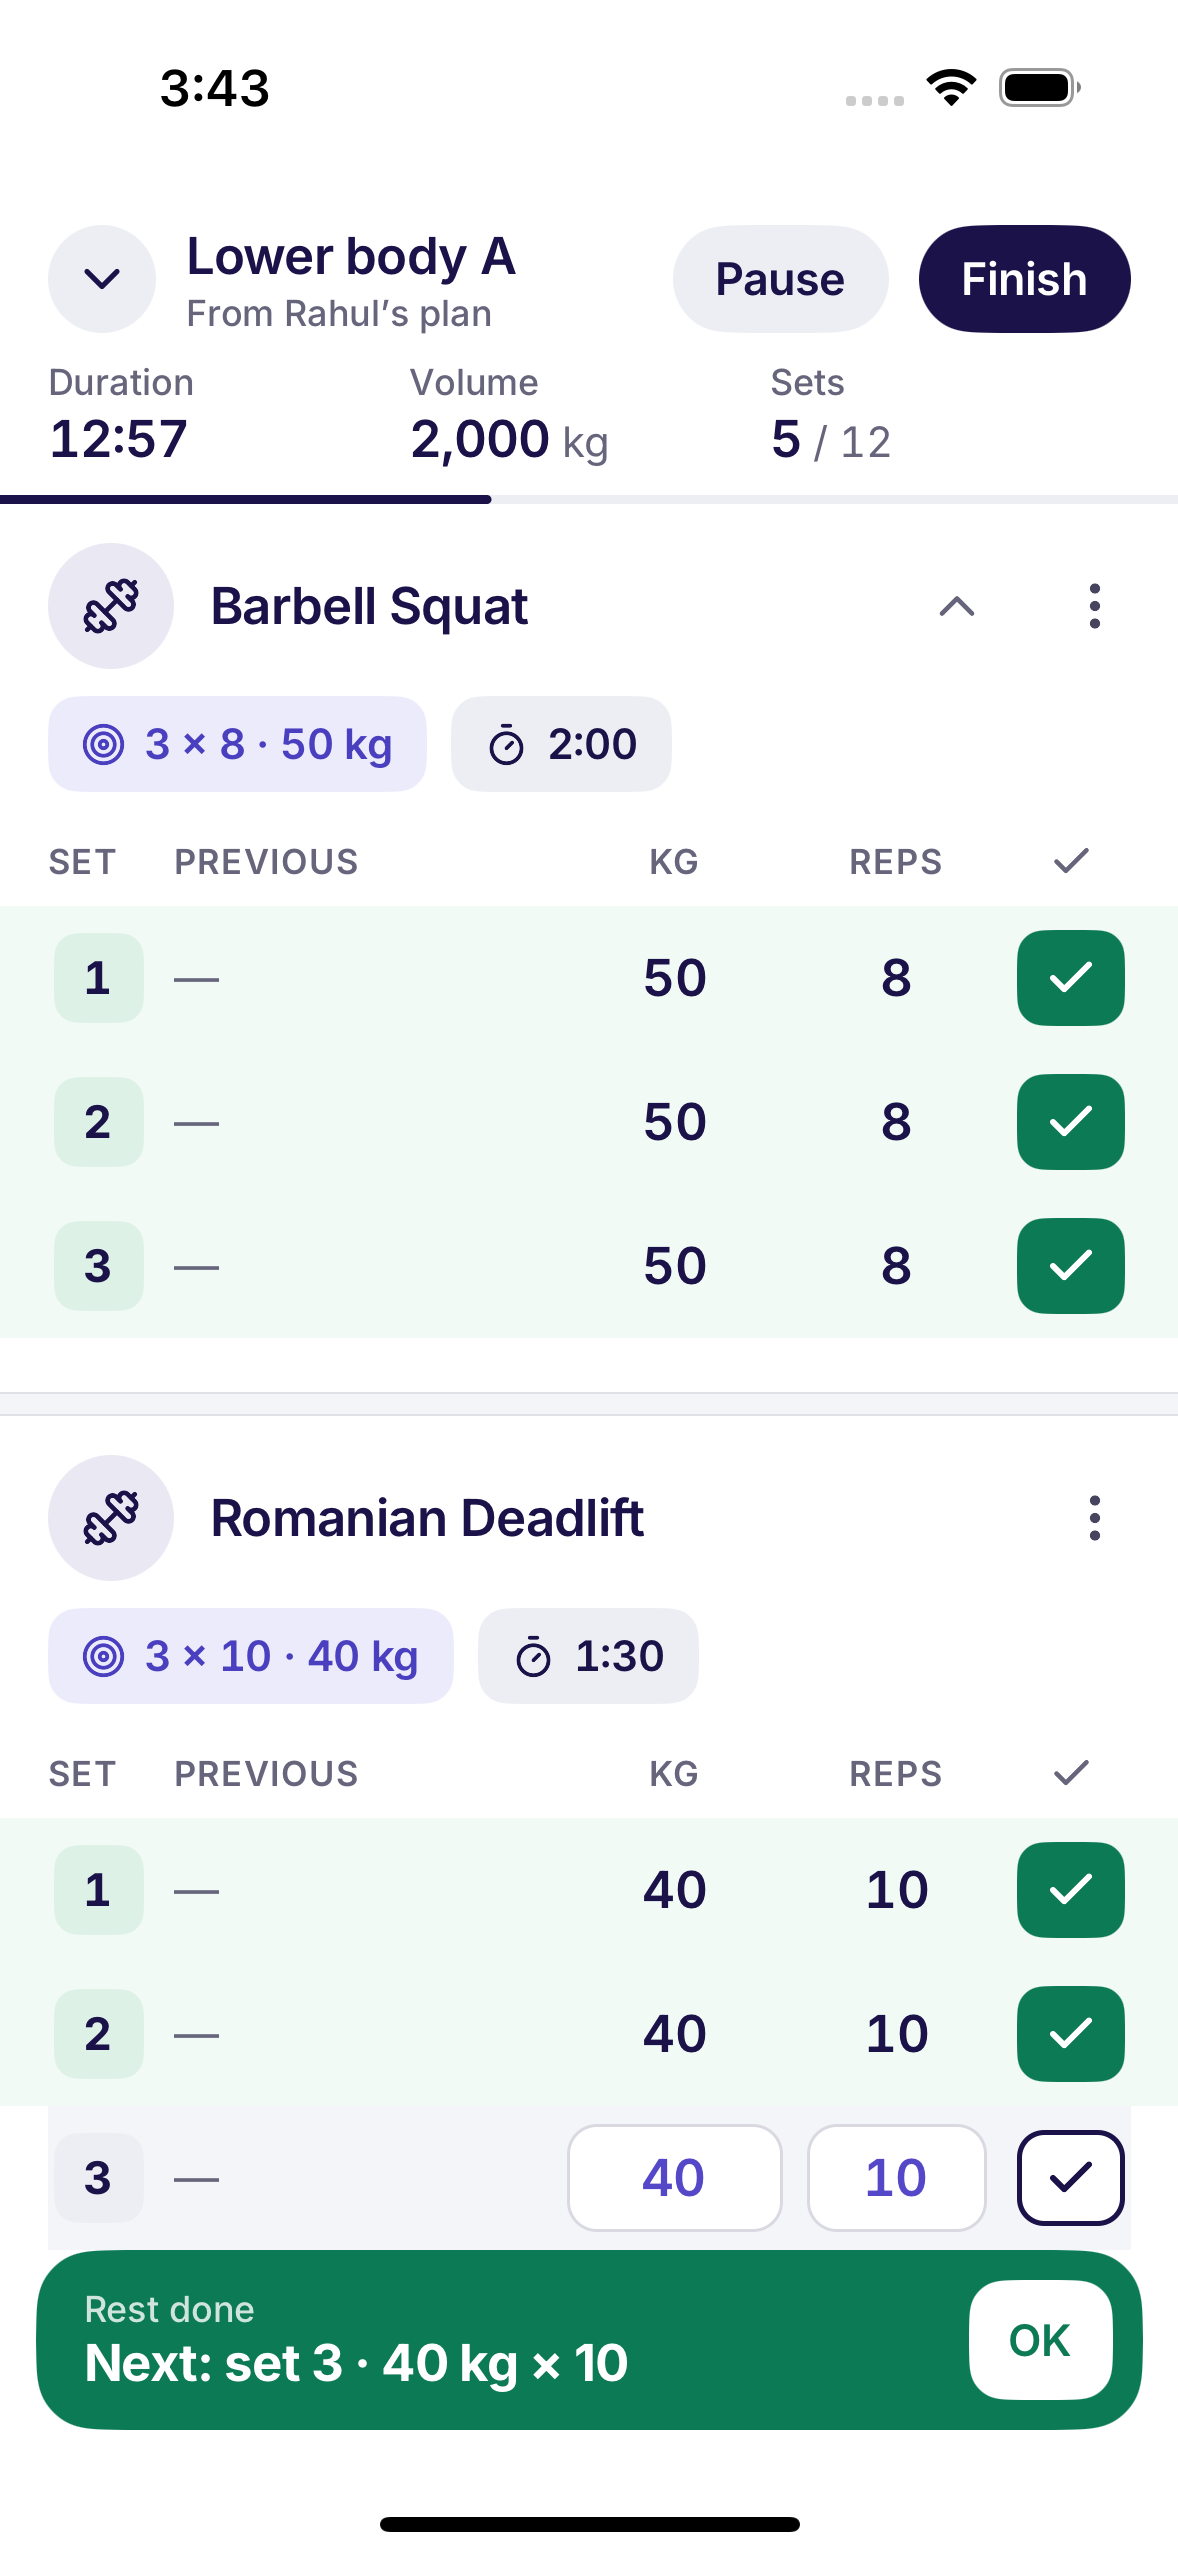 3:43
Lower body A
From Rahul’s plan
Pause
Finish
Duration
Volume
Sets
12:57
2,000 kg
5 / 12
Barbell Squat
3 × 8 · 50 kg
2:00
SET PREVIOUS KG REPS ✓
1 — 50 8 ✓
2 — 50 8 ✓
3 — 50 8 ✓
Romanian Deadlift
3 × 10 · 40 kg
1:30
SET PREVIOUS KG REPS ✓
1 — 40 10 ✓
2 — 40 10 ✓
3 — 40 10 ✓
Rest done
Next: set 3 · 40 kg × 10
OK